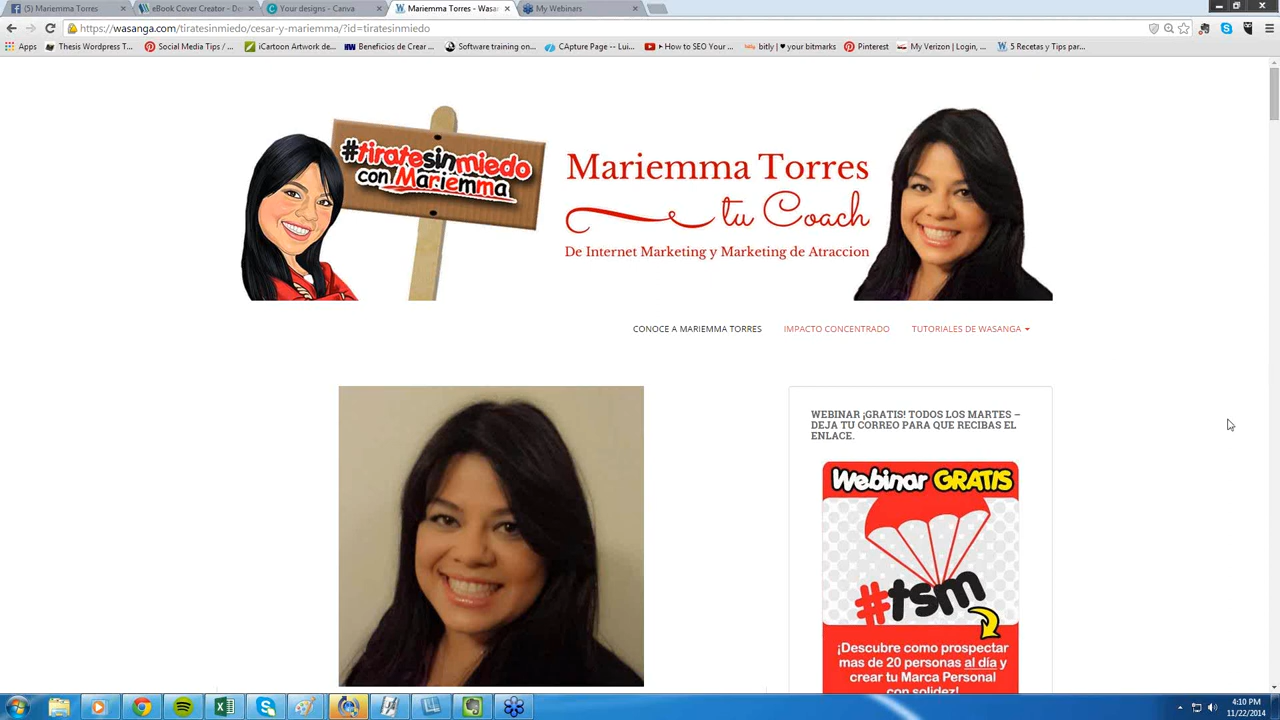 (5) Mariemma Torres
eBook Cover Creator - De
Your designs - Canva
Mariemma Torres - Wasa
My Webinars
https://wasanga.com/tiratesinmiedo/cesar-y-mariemma/?id=tiratesinmiedo
Apps
Thesis Wordpress T...
Social Media Tips / ...
iCartoon Artwork de...
Beneficios de Crear ...
Software training on...
CApture Page -- Lui...
How to SEO Your ...
bitly | ♥ your bitmarks
Pinterest
My Verizon | Login, ...
5 Recetas y Tips par...
#tiratesinmiedo
con Mariemma
Mariemma Torres
tu Coach
De Internet Marketing y Marketing de Atraccion
CONOCE A MARIEMMA TORRES
IMPACTO CONCENTRADO
TUTORIALES DE WASANGA
WEBINAR ¡GRATIS! TODOS LOS MARTES –
DEJA TU CORREO PARA QUE RECIBAS EL
ENLACE.
Webinar GRATIS
#tsm
¡Descubre como prospectar
mas de 20 personas al día y
crear tu Marca Personal
con solidez!
4:10 PM
11/22/2014